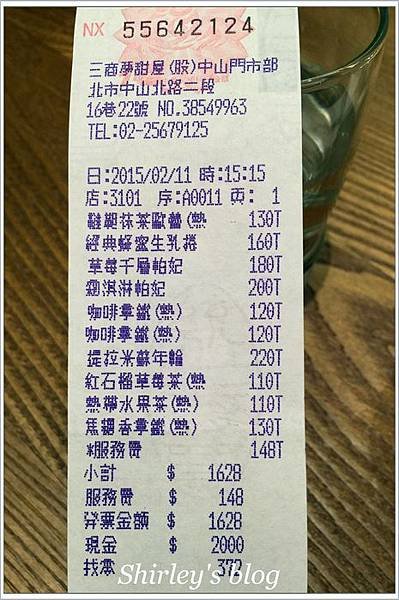 NX 55642124
三商夢甜屋(股)中山門市部
北市中山北路二段
16巷22號 NO.38549963
TEL:02-25679125
日:2015/02/11 時:15:15
店:3101 序:A0011 頁: 1
韃靼抹茶歐蕾(熱 130T
經典蜂蜜生乳捲 160T
草莓千層帕妃 180T
霜淇淋帕妃 200T
咖啡拿鐵(熱) 120T
咖啡拿鐵(熱) 120T
提拉米蘇年輪 220T
紅石榴草莓茶(熱 110T
熱帶水果茶(熱) 110T
焦糖香拿鐵(熱) 130T
*服務費 148T
小計 $ 1628
服務費 $ 148
發票金額 $ 1628
現金 $ 2000
找零 372
Shirley's blog